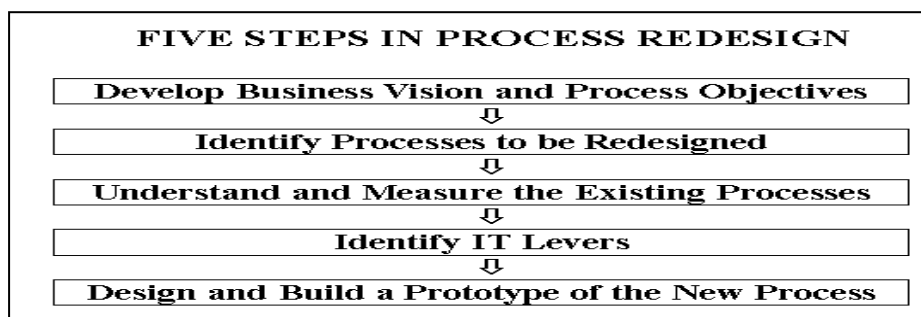 FIVE STEPS IN PROCESS REDESIGN
Develop Business Vision and Process Objectives
Identify Processes to be Redesigned
Understand and Measure the Existing Processes
Identify IT Levers
Design and Build a Prototype of the New Process